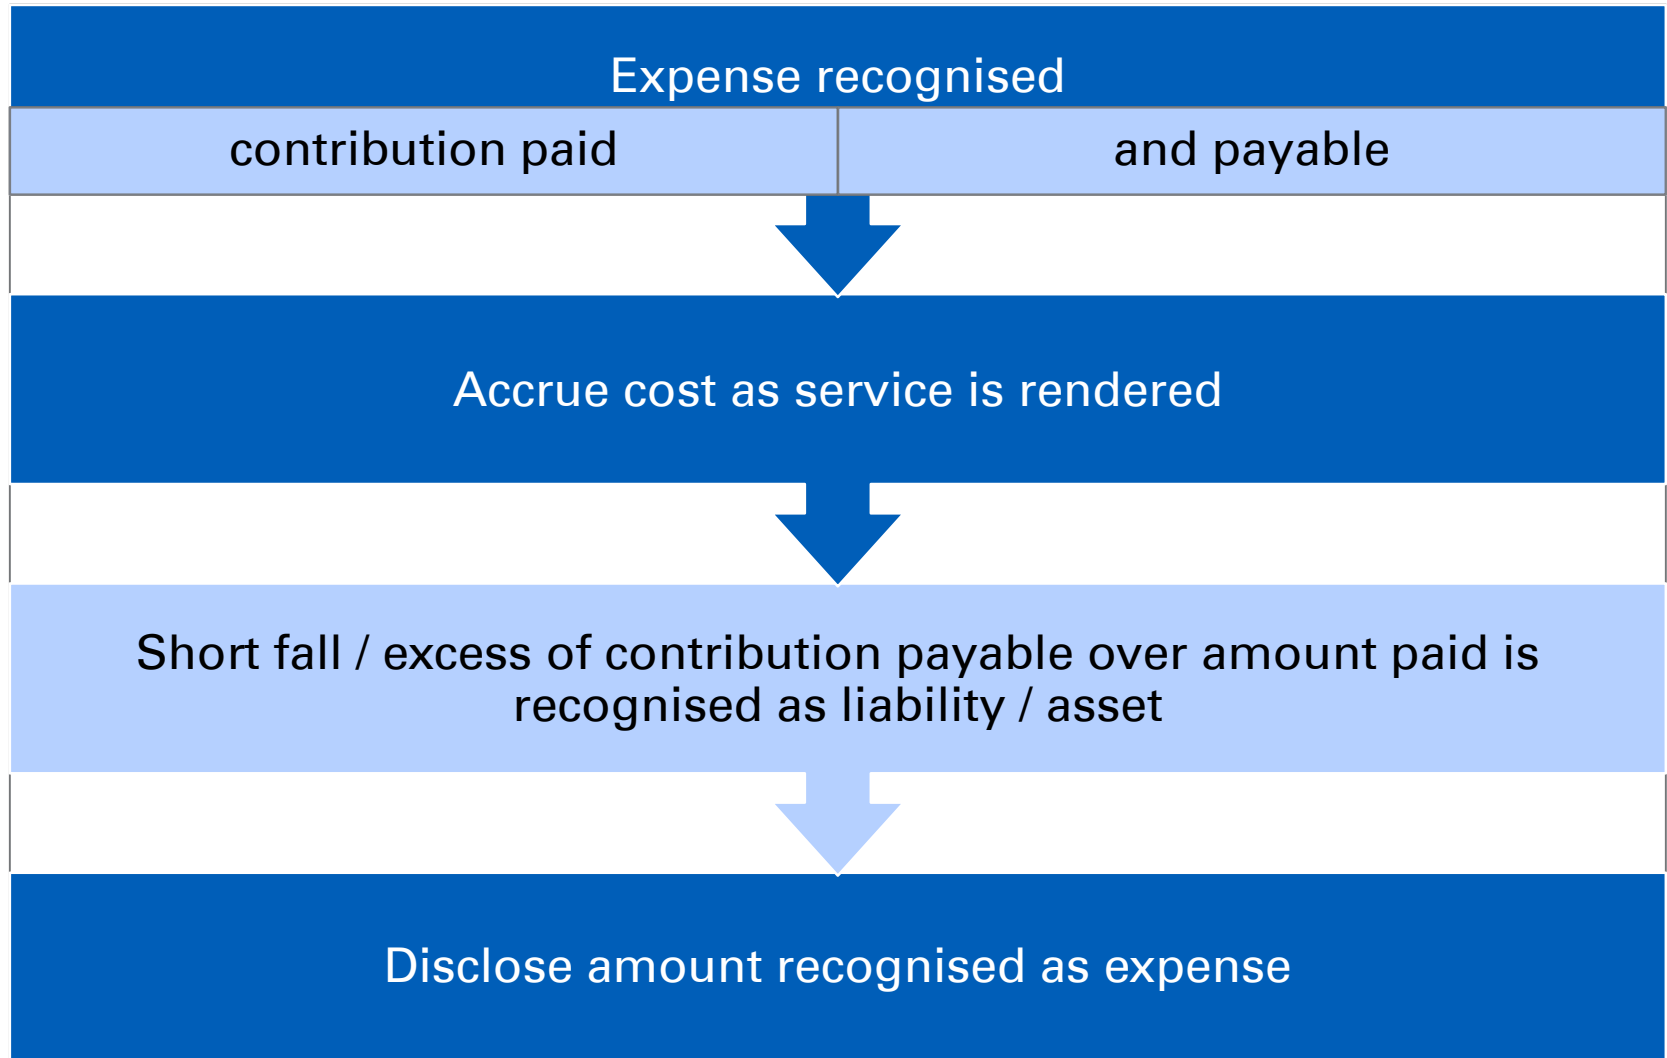 Expense recognised
contribution paid
and payable
Accrue cost as service is rendered
Short fall / excess of contribution payable over amount paid is
recognised as liability / asset
Disclose amount recognised as expense